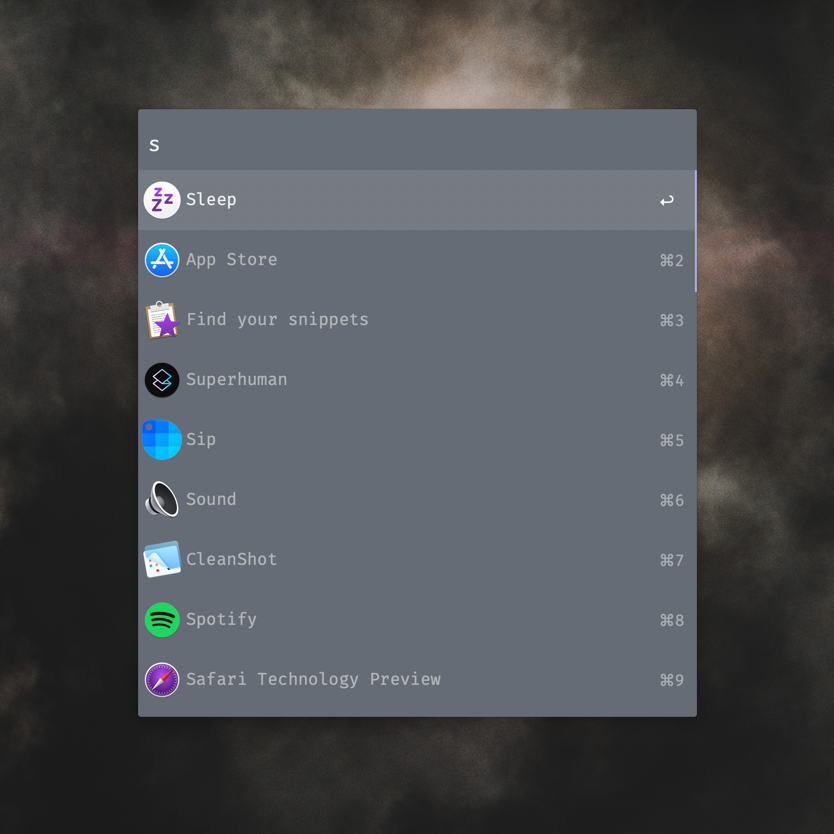 s
Sleep ↩
App Store ⌘2
Find your snippets ⌘3
Superhuman ⌘4
Sip ⌘5
Sound ⌘6
CleanShot ⌘7
Spotify ⌘8
Safari Technology Preview ⌘9